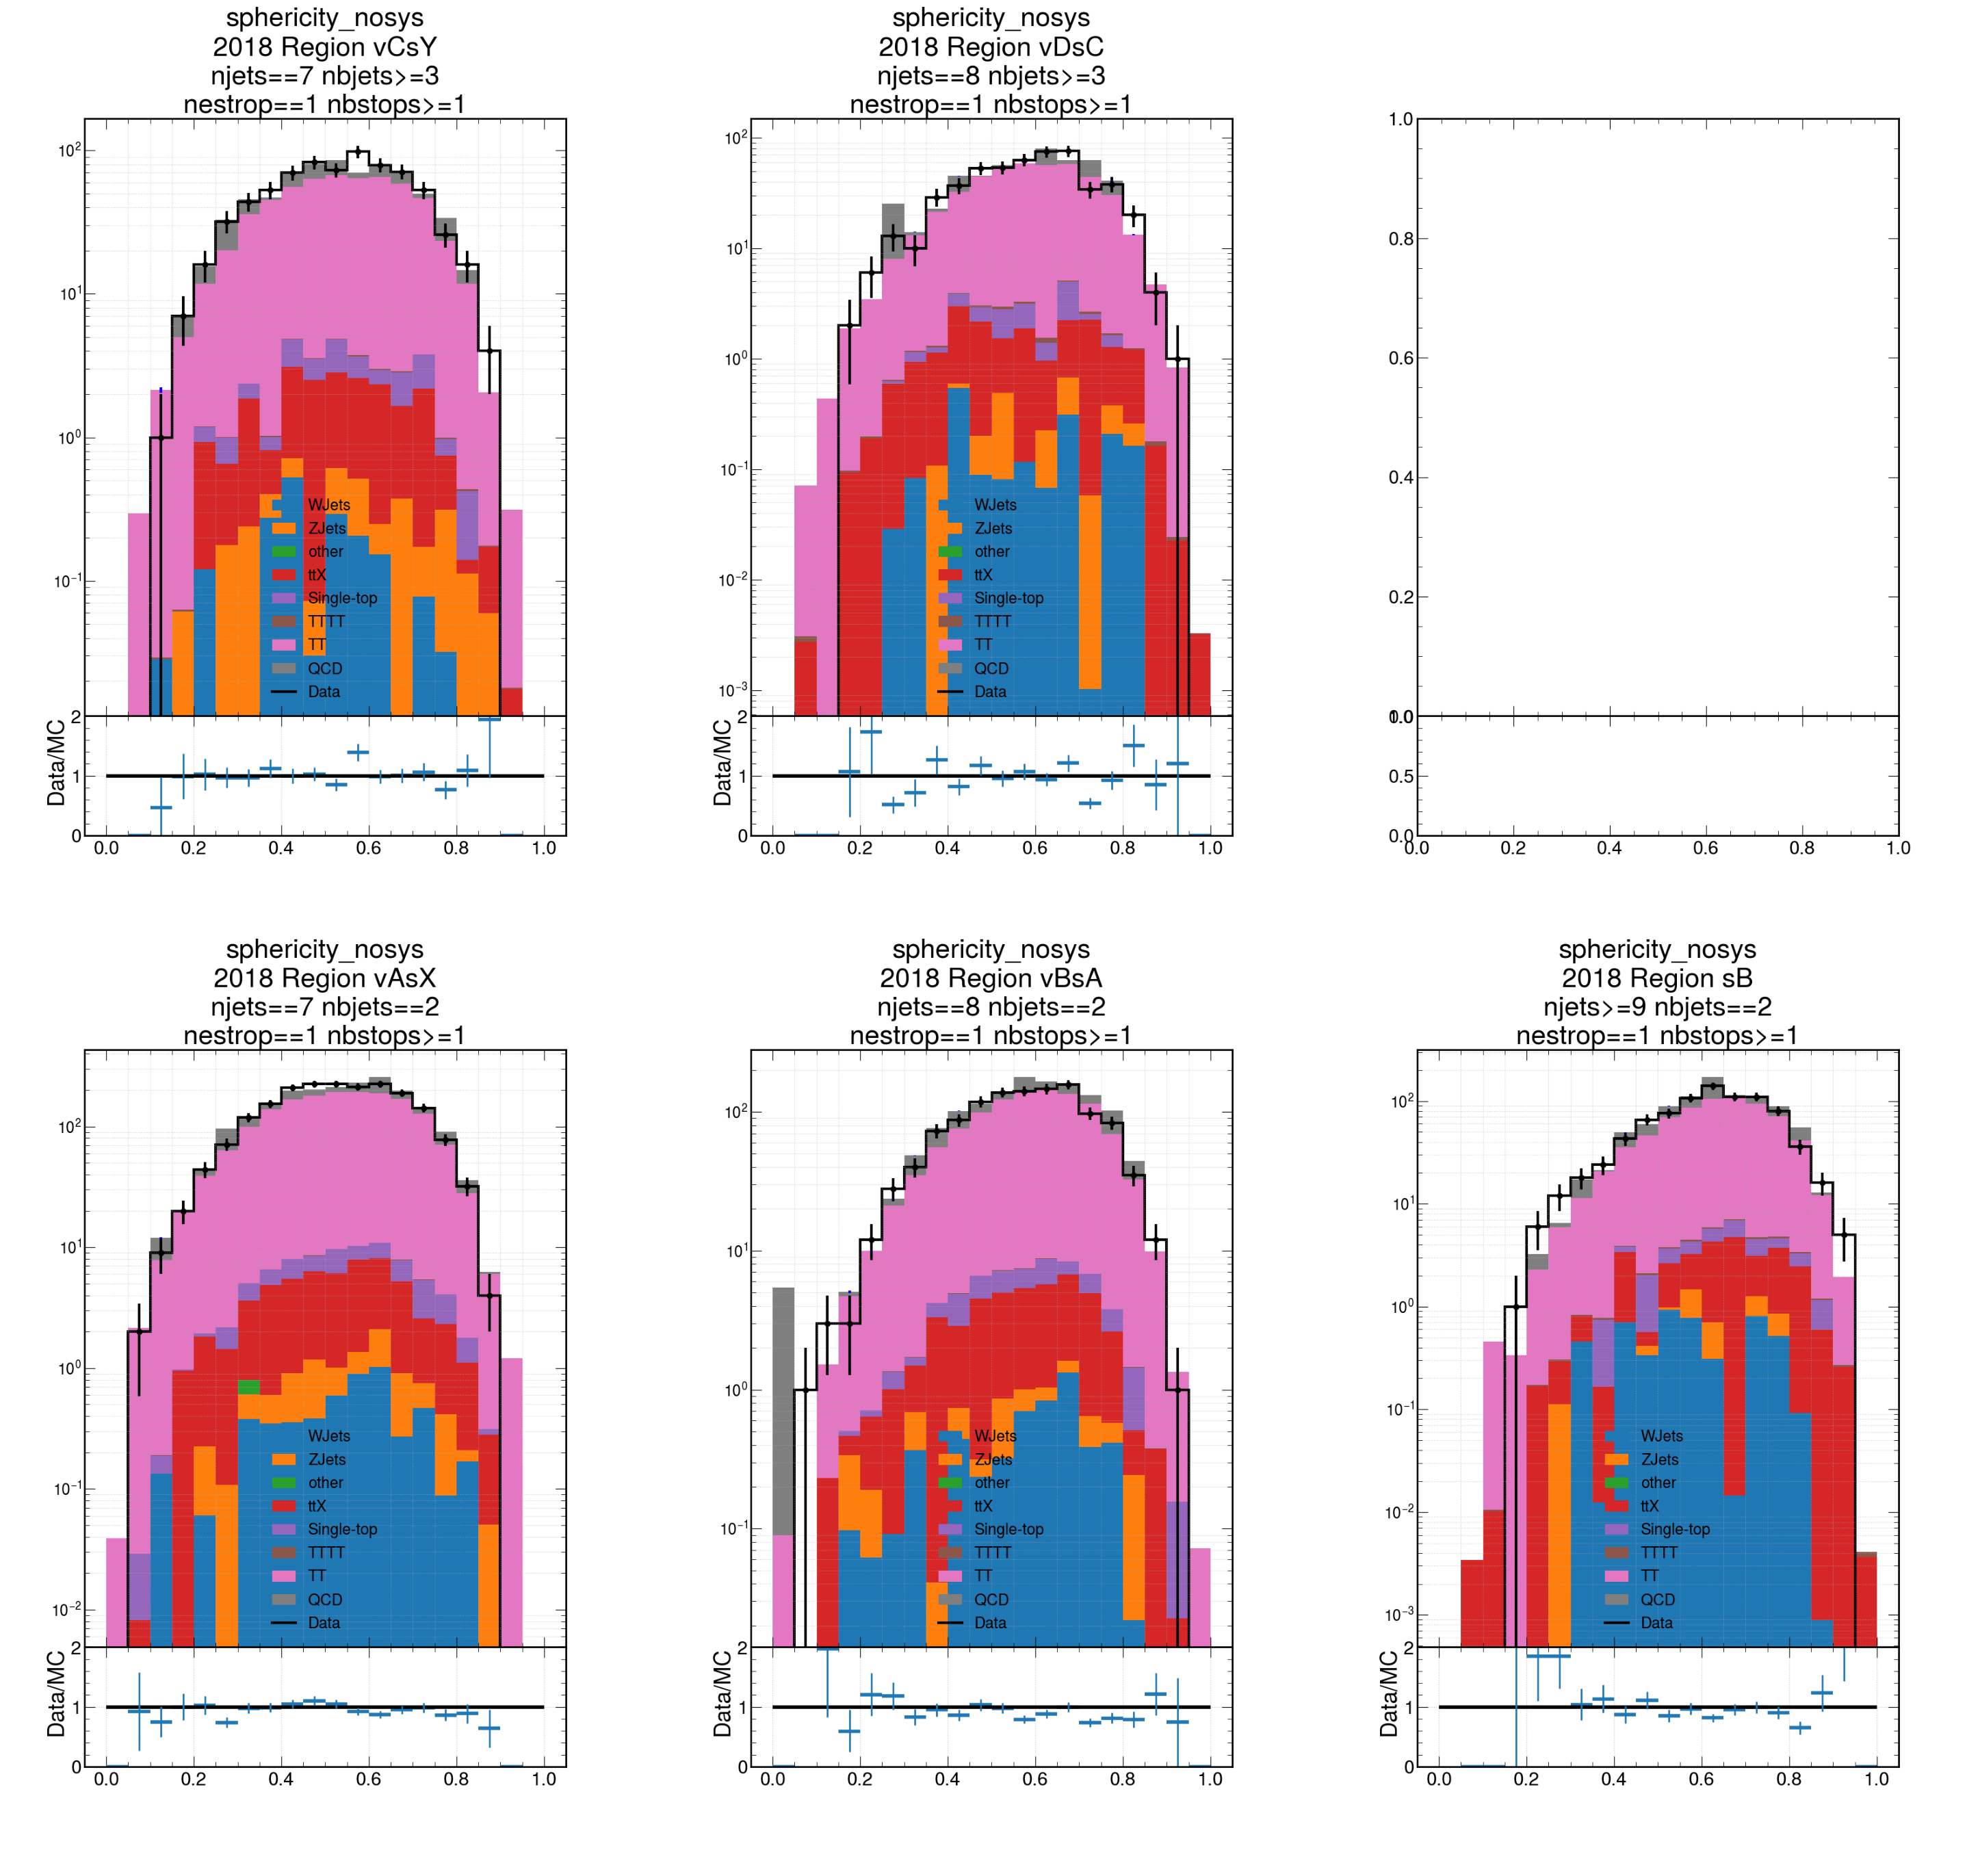 sphericity_nosys
2018 Region vCsY
njets==7 nbjets>=3
nestrop==1 nbstops>=1
10²
10¹
10⁰
10⁻¹
WJets
ZJets
other
ttX
Single-top
TTTT
TT
QCD
Data
2
1
0
Data/MC
0.0 0.2 0.4 0.6 0.8 1.0
sphericity_nosys
2018 Region vDsC
njets==8 nbjets>=3
nestrop==1 nbstops>=1
10²
10¹
10⁰
10⁻¹
10⁻²
10⁻³
WJets
ZJets
other
ttX
Single-top
TTTT
TT
QCD
Data
2
1
0
Data/MC
0.0 0.2 0.4 0.6 0.8 1.0
1.0
0.8
0.6
0.4
0.2
0.0
1.0
0.5
0.0
0.0 0.2 0.4 0.6 0.8 1.0
sphericity_nosys
2018 Region vAsX
njets==7 nbjets==2
nestrop==1 nbstops>=1
10²
10¹
10⁰
10⁻¹
10⁻²
WJets
ZJets
other
ttX
Single-top
TTTT
TT
QCD
Data
2
1
0
Data/MC
0.0 0.2 0.4 0.6 0.8 1.0
sphericity_nosys
2018 Region vBsA
njets==8 nbjets==2
nestrop==1 nbstops>=1
10²
10¹
10⁰
10⁻¹
WJets
ZJets
other
ttX
Single-top
TTTT
TT
QCD
Data
2
1
0
Data/MC
0.0 0.2 0.4 0.6 0.8 1.0
sphericity_nosys
2018 Region sB
njets>=9 nbjets==2
nestrop==1 nbstops>=1
10²
10¹
10⁰
10⁻¹
10⁻²
10⁻³
WJets
ZJets
other
ttX
Single-top
TTTT
TT
QCD
Data
2
1
0
Data/MC
0.0 0.2 0.4 0.6 0.8 1.0